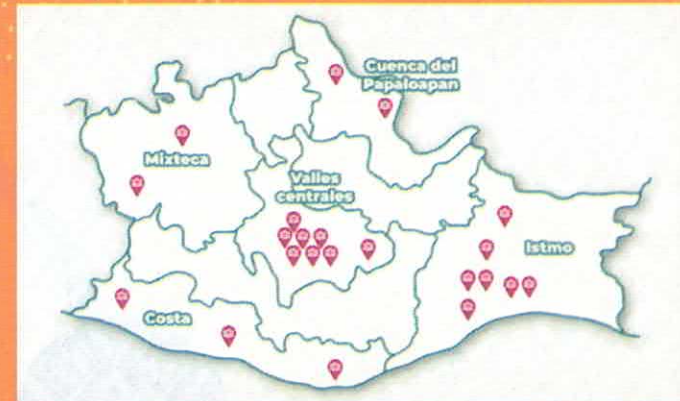 Cuenca del
Papaloapan
Mixteca
Valles
centrales
Istmo
Costa